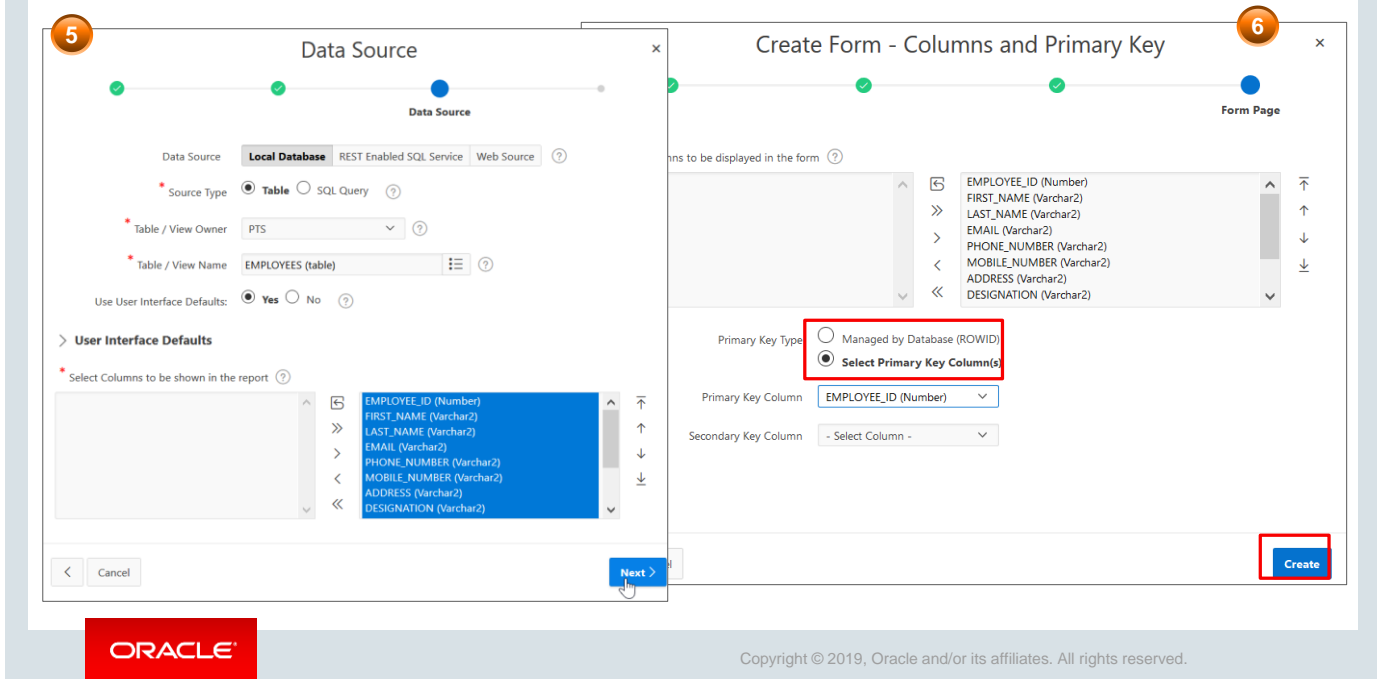 5
Data Source
×
Data Source
Data Source Local Database REST Enabled SQL Service Web Source ?
* Source Type Table SQL Query ?
* Table / View Owner PTS ?
* Table / View Name EMPLOYEES (table) ?
Use User Interface Defaults: Yes No ?
> User Interface Defaults
* Select Columns to be shown in the report ?
EMPLOYEE_ID (Number)
FIRST_NAME (Varchar2)
LAST_NAME (Varchar2)
EMAIL (Varchar2)
PHONE_NUMBER (Varchar2)
MOBILE_NUMBER (Varchar2)
ADDRESS (Varchar2)
DESIGNATION (Varchar2)
< Cancel Next >
6
Create Form - Columns and Primary Key
×
Form Page
to be displayed in the form ?
EMPLOYEE_ID (Number)
FIRST_NAME (Varchar2)
LAST_NAME (Varchar2)
EMAIL (Varchar2)
PHONE_NUMBER (Varchar2)
MOBILE_NUMBER (Varchar2)
ADDRESS (Varchar2)
DESIGNATION (Varchar2)
Primary Key Type Managed by Database (ROWID)
Select Primary Key Column(s)
Primary Key Column EMPLOYEE_ID (Number)
Secondary Key Column - Select Column -
Create
ORACLE®
Copyright © 2019, Oracle and/or its affiliates. All rights reserved.